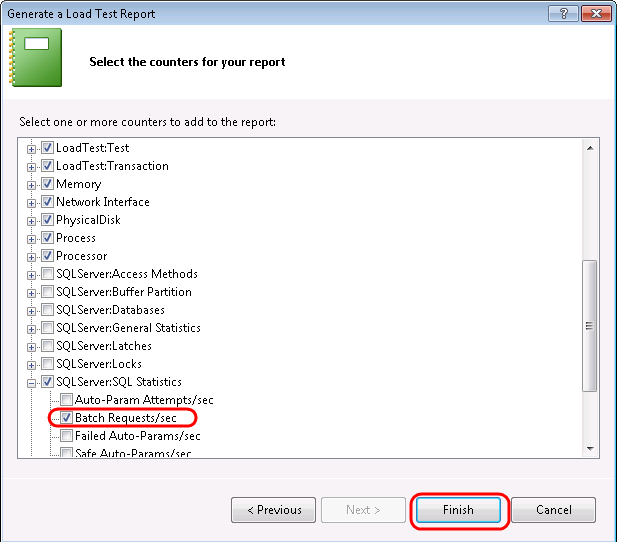 Generate a Load Test Report
Select the counters for your report
Select one or more counters to add to the report:
LoadTest:Test
LoadTest:Transaction
Memory
Network Interface
PhysicalDisk
Process
Processor
SQLServer:Access Methods
SQLServer:Buffer Partition
SQLServer:Databases
SQLServer:General Statistics
SQLServer:Latches
SQLServer:Locks
SQLServer:SQL Statistics
Auto-Param Attempts/sec
Batch Requests/sec
Failed Auto-Params/sec
Safe Auto-Params/sec
< Previous Next > Finish Cancel